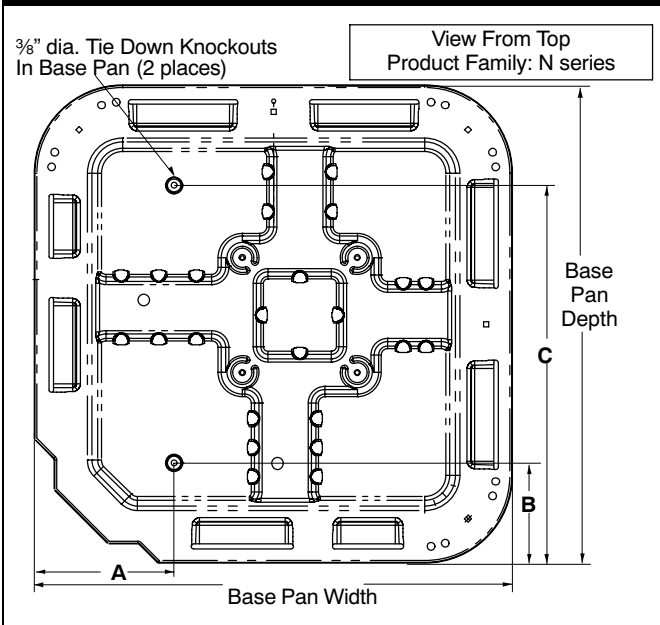 ⅜” dia. Tie Down Knockouts
In Base Pan (2 places)
View From Top
Product Family: N series
Base
Pan
Depth
C
B
A
Base Pan Width